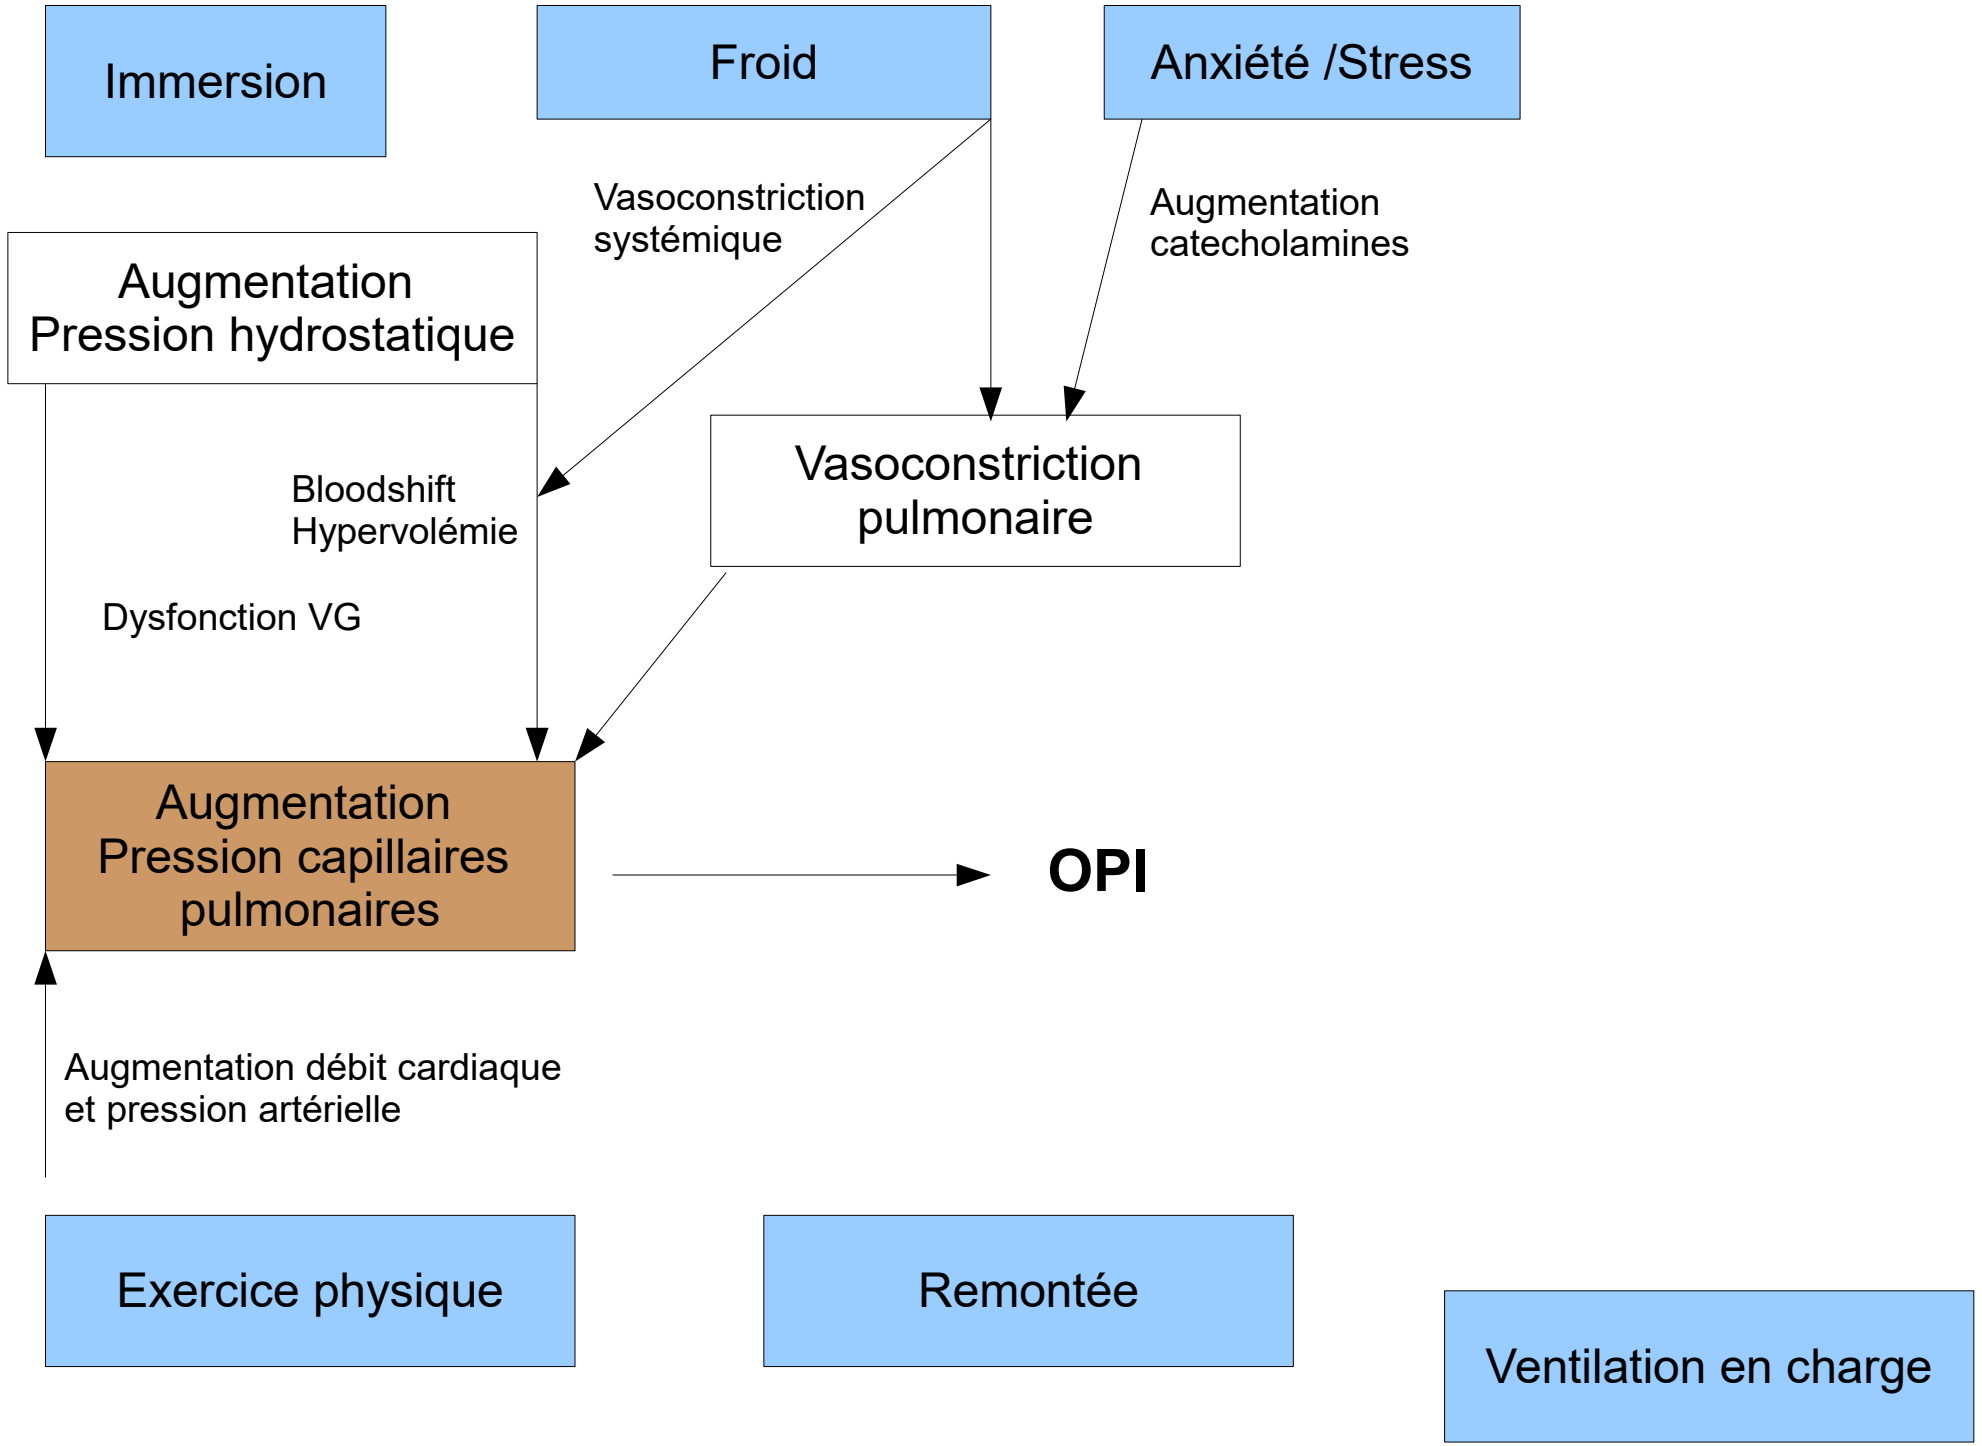 Immersion
Froid
Anxiété /Stress
Vasoconstriction
systémique
Augmentation
catecholamines
Augmentation
Pression hydrostatique
Vasoconstriction
pulmonaire
Bloodshift
Hypervolémie
Dysfonction VG
Augmentation
Pression capillaires
pulmonaires
OPI
Augmentation débit cardiaque
et pression artérielle
Exercice physique
Remontée
Ventilation en charge